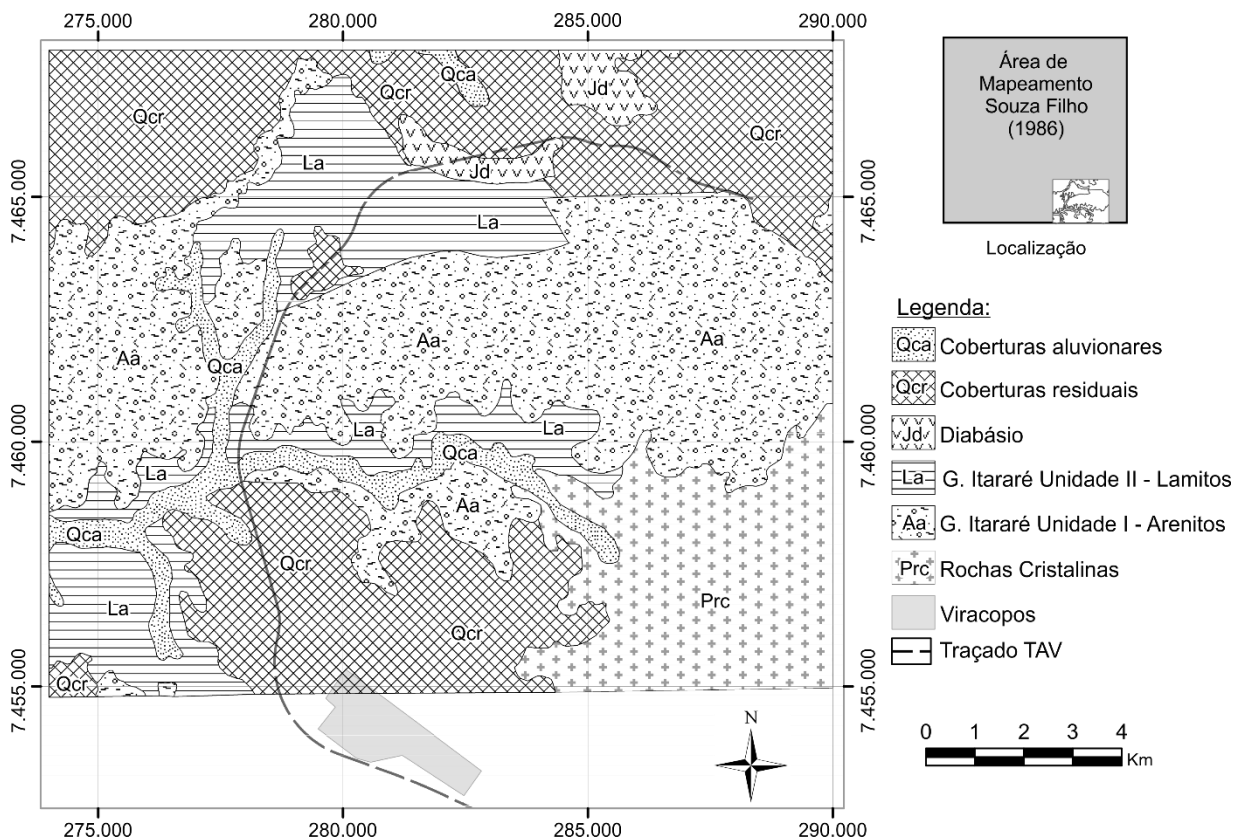 275.000
280.000
285.000
290.000
7.465.000
7.460.000
7.455.000
7.465.000
7.460.000
7.455.000
275.000
280.000
285.000
290.000
Qcr
Qcr
Qca
Jd
Qcr
La
Jd
La
Aa
Qca
Aa
Aa
La
La
La
Qca
Aa
Qca
Qcr
La
Prc
Qcr
Qcr
N
Área de
Mapeamento
Souza Filho
(1986)
Localização
Legenda:
Qca Coberturas aluvionares
Qcr Coberturas residuais
Jd Diabásio
La G. Itararé Unidade II - Lamitos
Aa G. Itararé Unidade I - Arenitos
Prc Rochas Cristalinas
Viracopos
Traçado TAV
0 1 2 3 4
Km